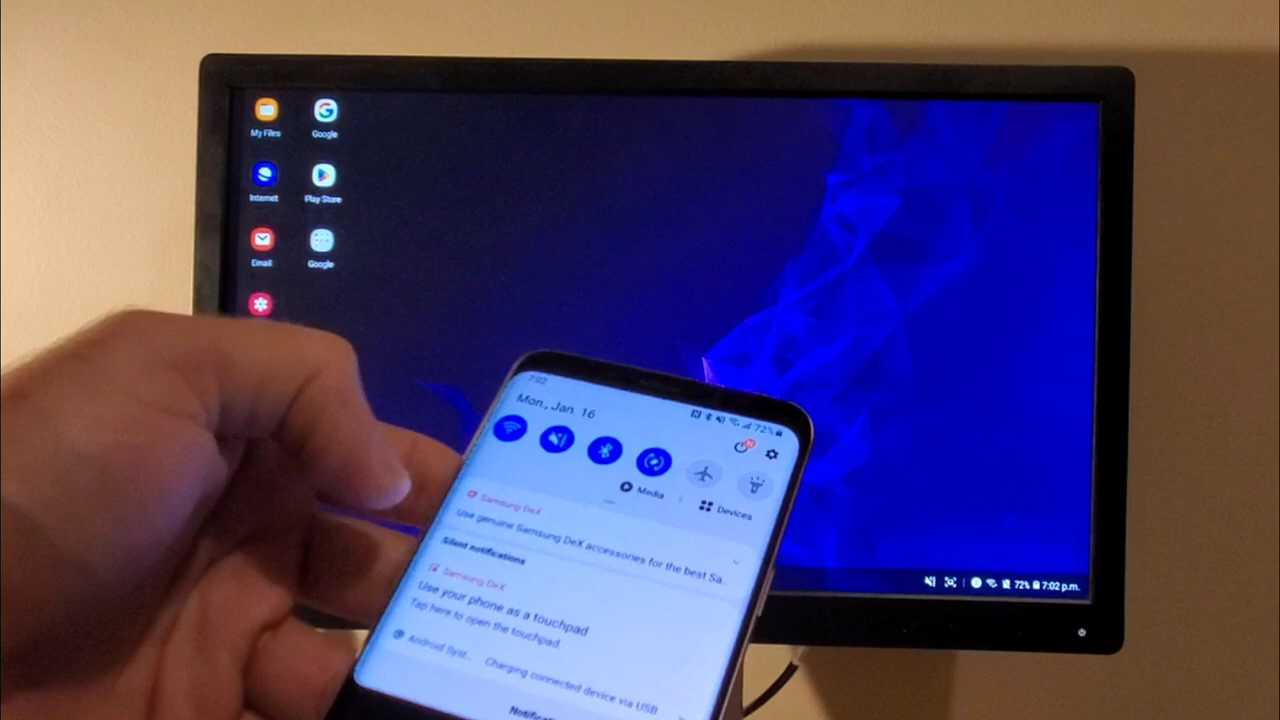 My Files
Google
Internet
Play Store
Email
Google
7:02
Mon., Jan. 16
72%
N
Media
Devices
Samsung DeX
Use genuine Samsung DeX accessories for the best Sa..
Silent notifications
Samsung DeX
Use your phone as a touchpad
Tap here to open the touchpad.
Android Syst...
Charging connected device via USB
72%
7:02 p.m.